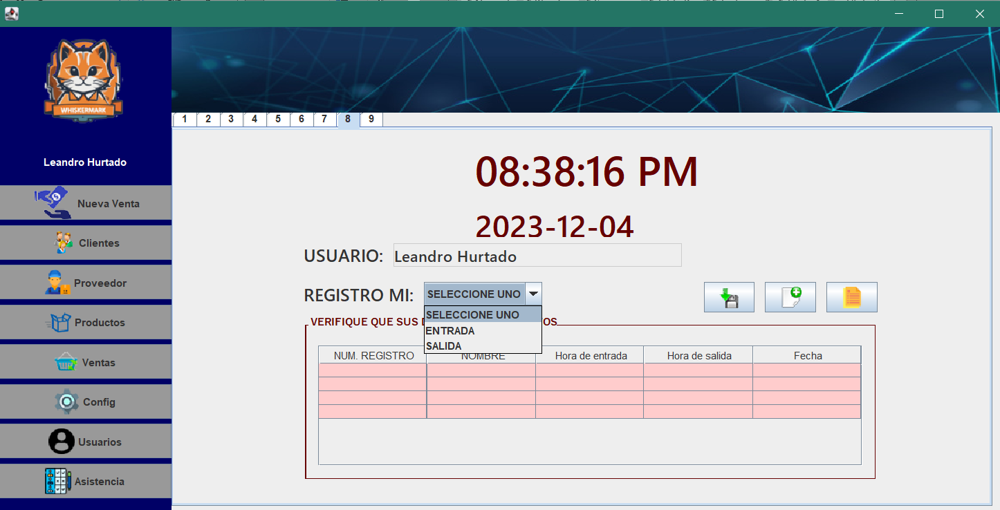 WHISKERMARK
Leandro Hurtado
Nueva Venta
Clientes
Proveedor
Productos
Ventas
Config
Usuarios
Asistencia
1 2 3 4 5 6 7 8 9
08:38:16 PM
2023-12-04
USUARIO: Leandro Hurtado
REGISTRO MI: SELECCIONE UNO
SELECCIONE UNO
ENTRADA
SALIDA
VERIFIQUE QUE SUS
NUM. REGISTRO NOMBRE Hora de entrada Hora de salida Fecha